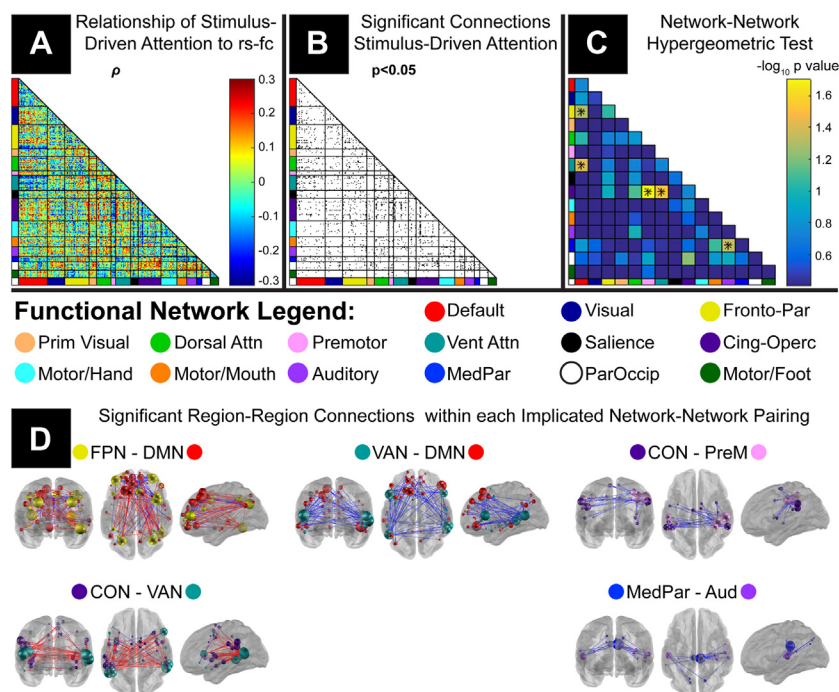 A
Relationship of Stimulus-
Driven Attention to rs-fc
ρ
0.3
0.2
0.1
0
-0.1
-0.2
-0.3
B
Significant Connections
Stimulus-Driven Attention
p<0.05
C
Network-Network
Hypergeometric Test
-log10 p value
1.6
1.4
1.2
1
0.8
0.6
* 
*
* *
*
Functional Network Legend:
Default Visual Fronto-Par
Prim Visual Dorsal Attn Premotor Vent Attn Salience Cing-Operc
Motor/Hand Motor/Mouth Auditory MedPar ParOccip Motor/Foot
D
Significant Region-Region Connections within each Implicated Network-Network Pairing
FPN - DMN
VAN - DMN
CON - PreM
CON - VAN
MedPar - Aud